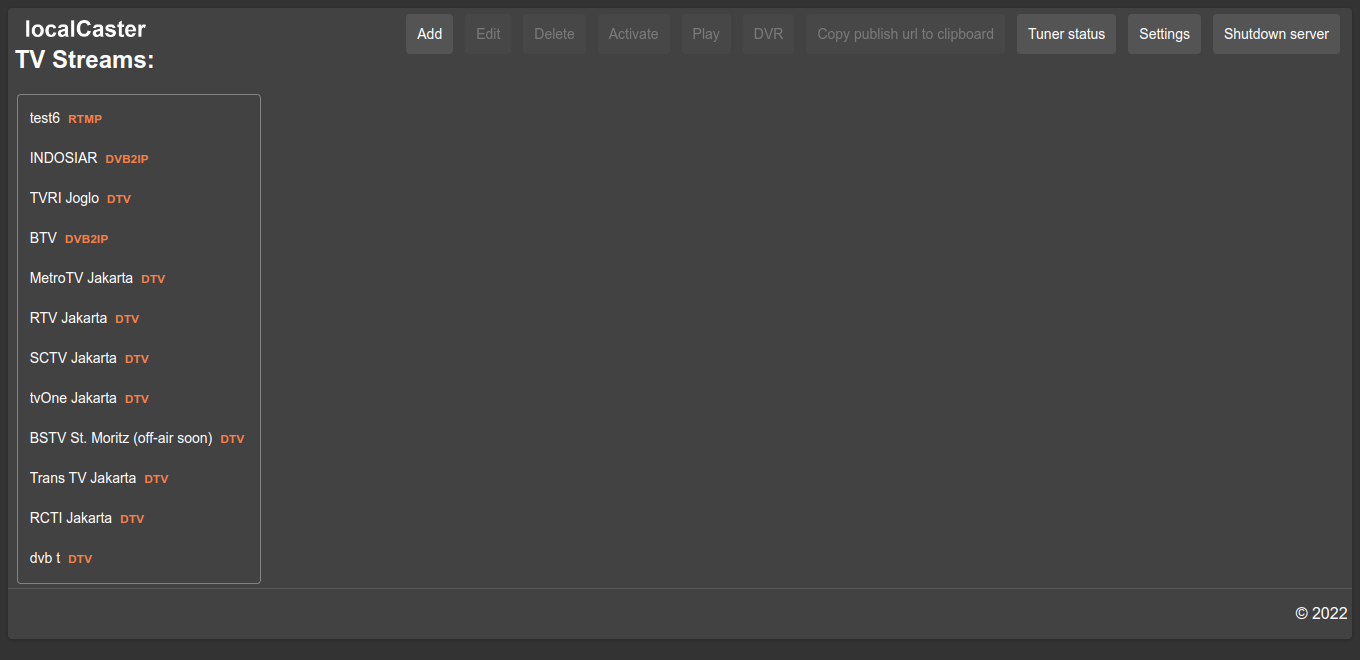 localCaster
Add Edit Delete Activate Play DVR Copy publish url to clipboard Tuner status Settings Shutdown server
TV Streams:
test6 RTMP
INDOSIAR DVB2IP
TVRI Joglo DTV
BTV DVB2IP
MetroTV Jakarta DTV
RTV Jakarta DTV
SCTV Jakarta DTV
tvOne Jakarta DTV
BSTV St. Moritz (off-air soon) DTV
Trans TV Jakarta DTV
RCTI Jakarta DTV
dvb t DTV
© 2022